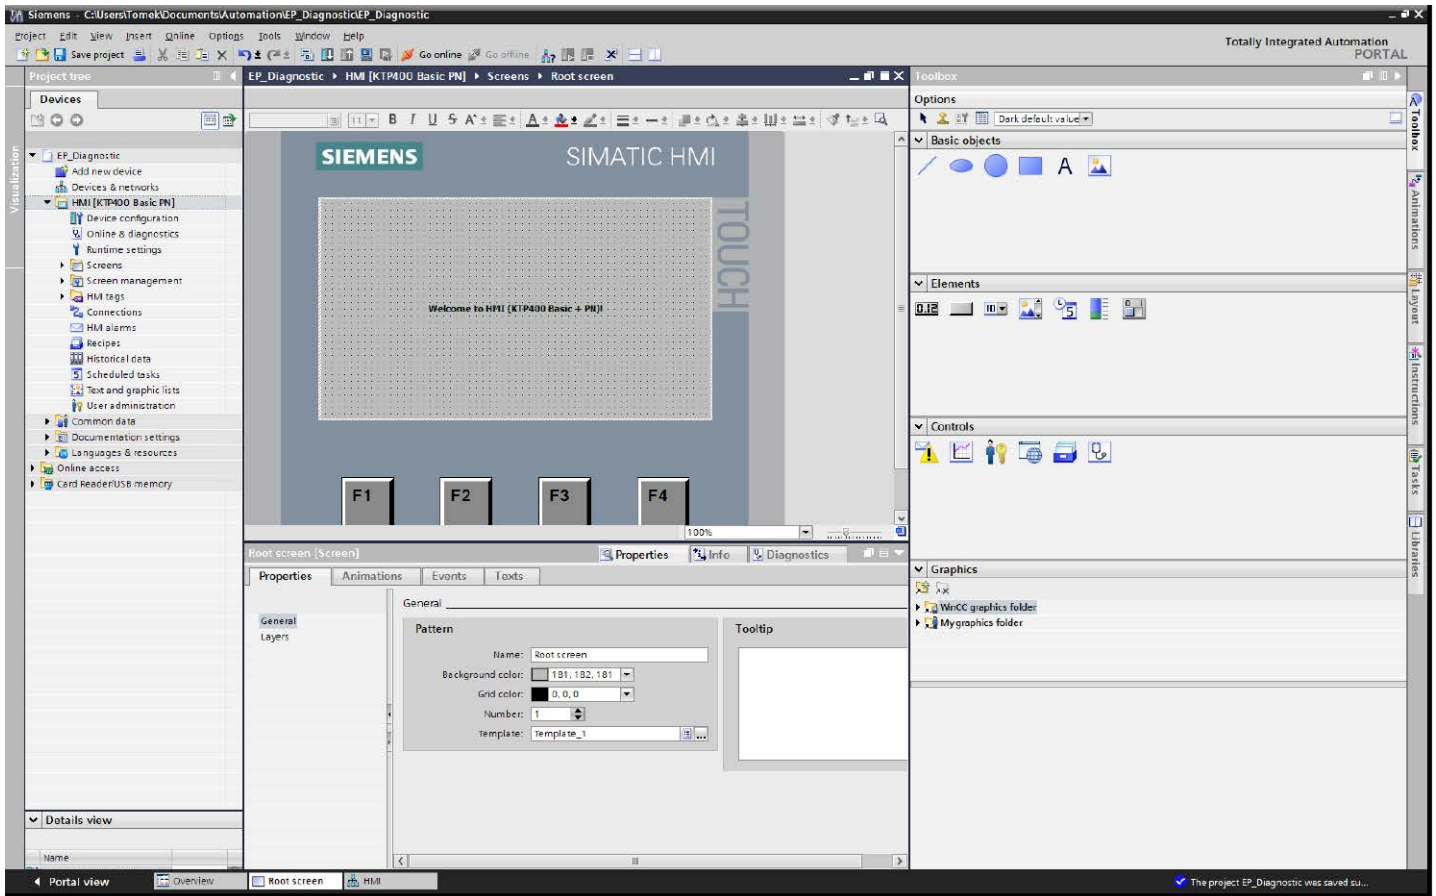 Siemens - C:\Users\Tomek\Documents\Automation\EP_Diagnostic\EP_Diagnostic
Project Edit View Insert Online Options Tools Window Help
Save project Go online Go offline
Totally Integrated Automation
PORTAL
Project tree
EP_Diagnostic HMI [KTP400 Basic PN] Screens Root screen
Toolbox
Devices
Options
11 B I U S A A
Dark default value
Basic objects
A
EP_Diagnostic
Add new device
Devices & networks
HMI [KTP400 Basic PN]
Device configuration
Online & diagnostics
Runtime settings
Screens
Screen management
HMI tags
Connections
HMI alarms
Recipes
Historical data
Scheduled tasks
Text and graphic lists
User administration
Common data
Documentation settings
Languages & resources
Online access
Card Reader/USB memory
Visualization
SIEMENS SIMATIC HMI
TOUCH
Welcome to HMI (KTP400 Basic + PN)!
F1 F2 F3 F4
100%
Elements
0.12 10 5
Controls
Graphics
WinCC graphics folder
My graphics folder
Toolbox
Animations
Layout
Instructions
Tasks
Libraries
Root screen [Screen]
Properties Info Diagnostics
Properties Animations Events Texts
General
Layers
General
Pattern
Name: Root screen
Background color: 181, 182, 181
Grid color: 0, 0, 0
Number: 1
Template: Template_1
...
Tooltip
Details view
Name
Portal view Overview Root screen HMI
The project EP_Diagnostic was saved su...